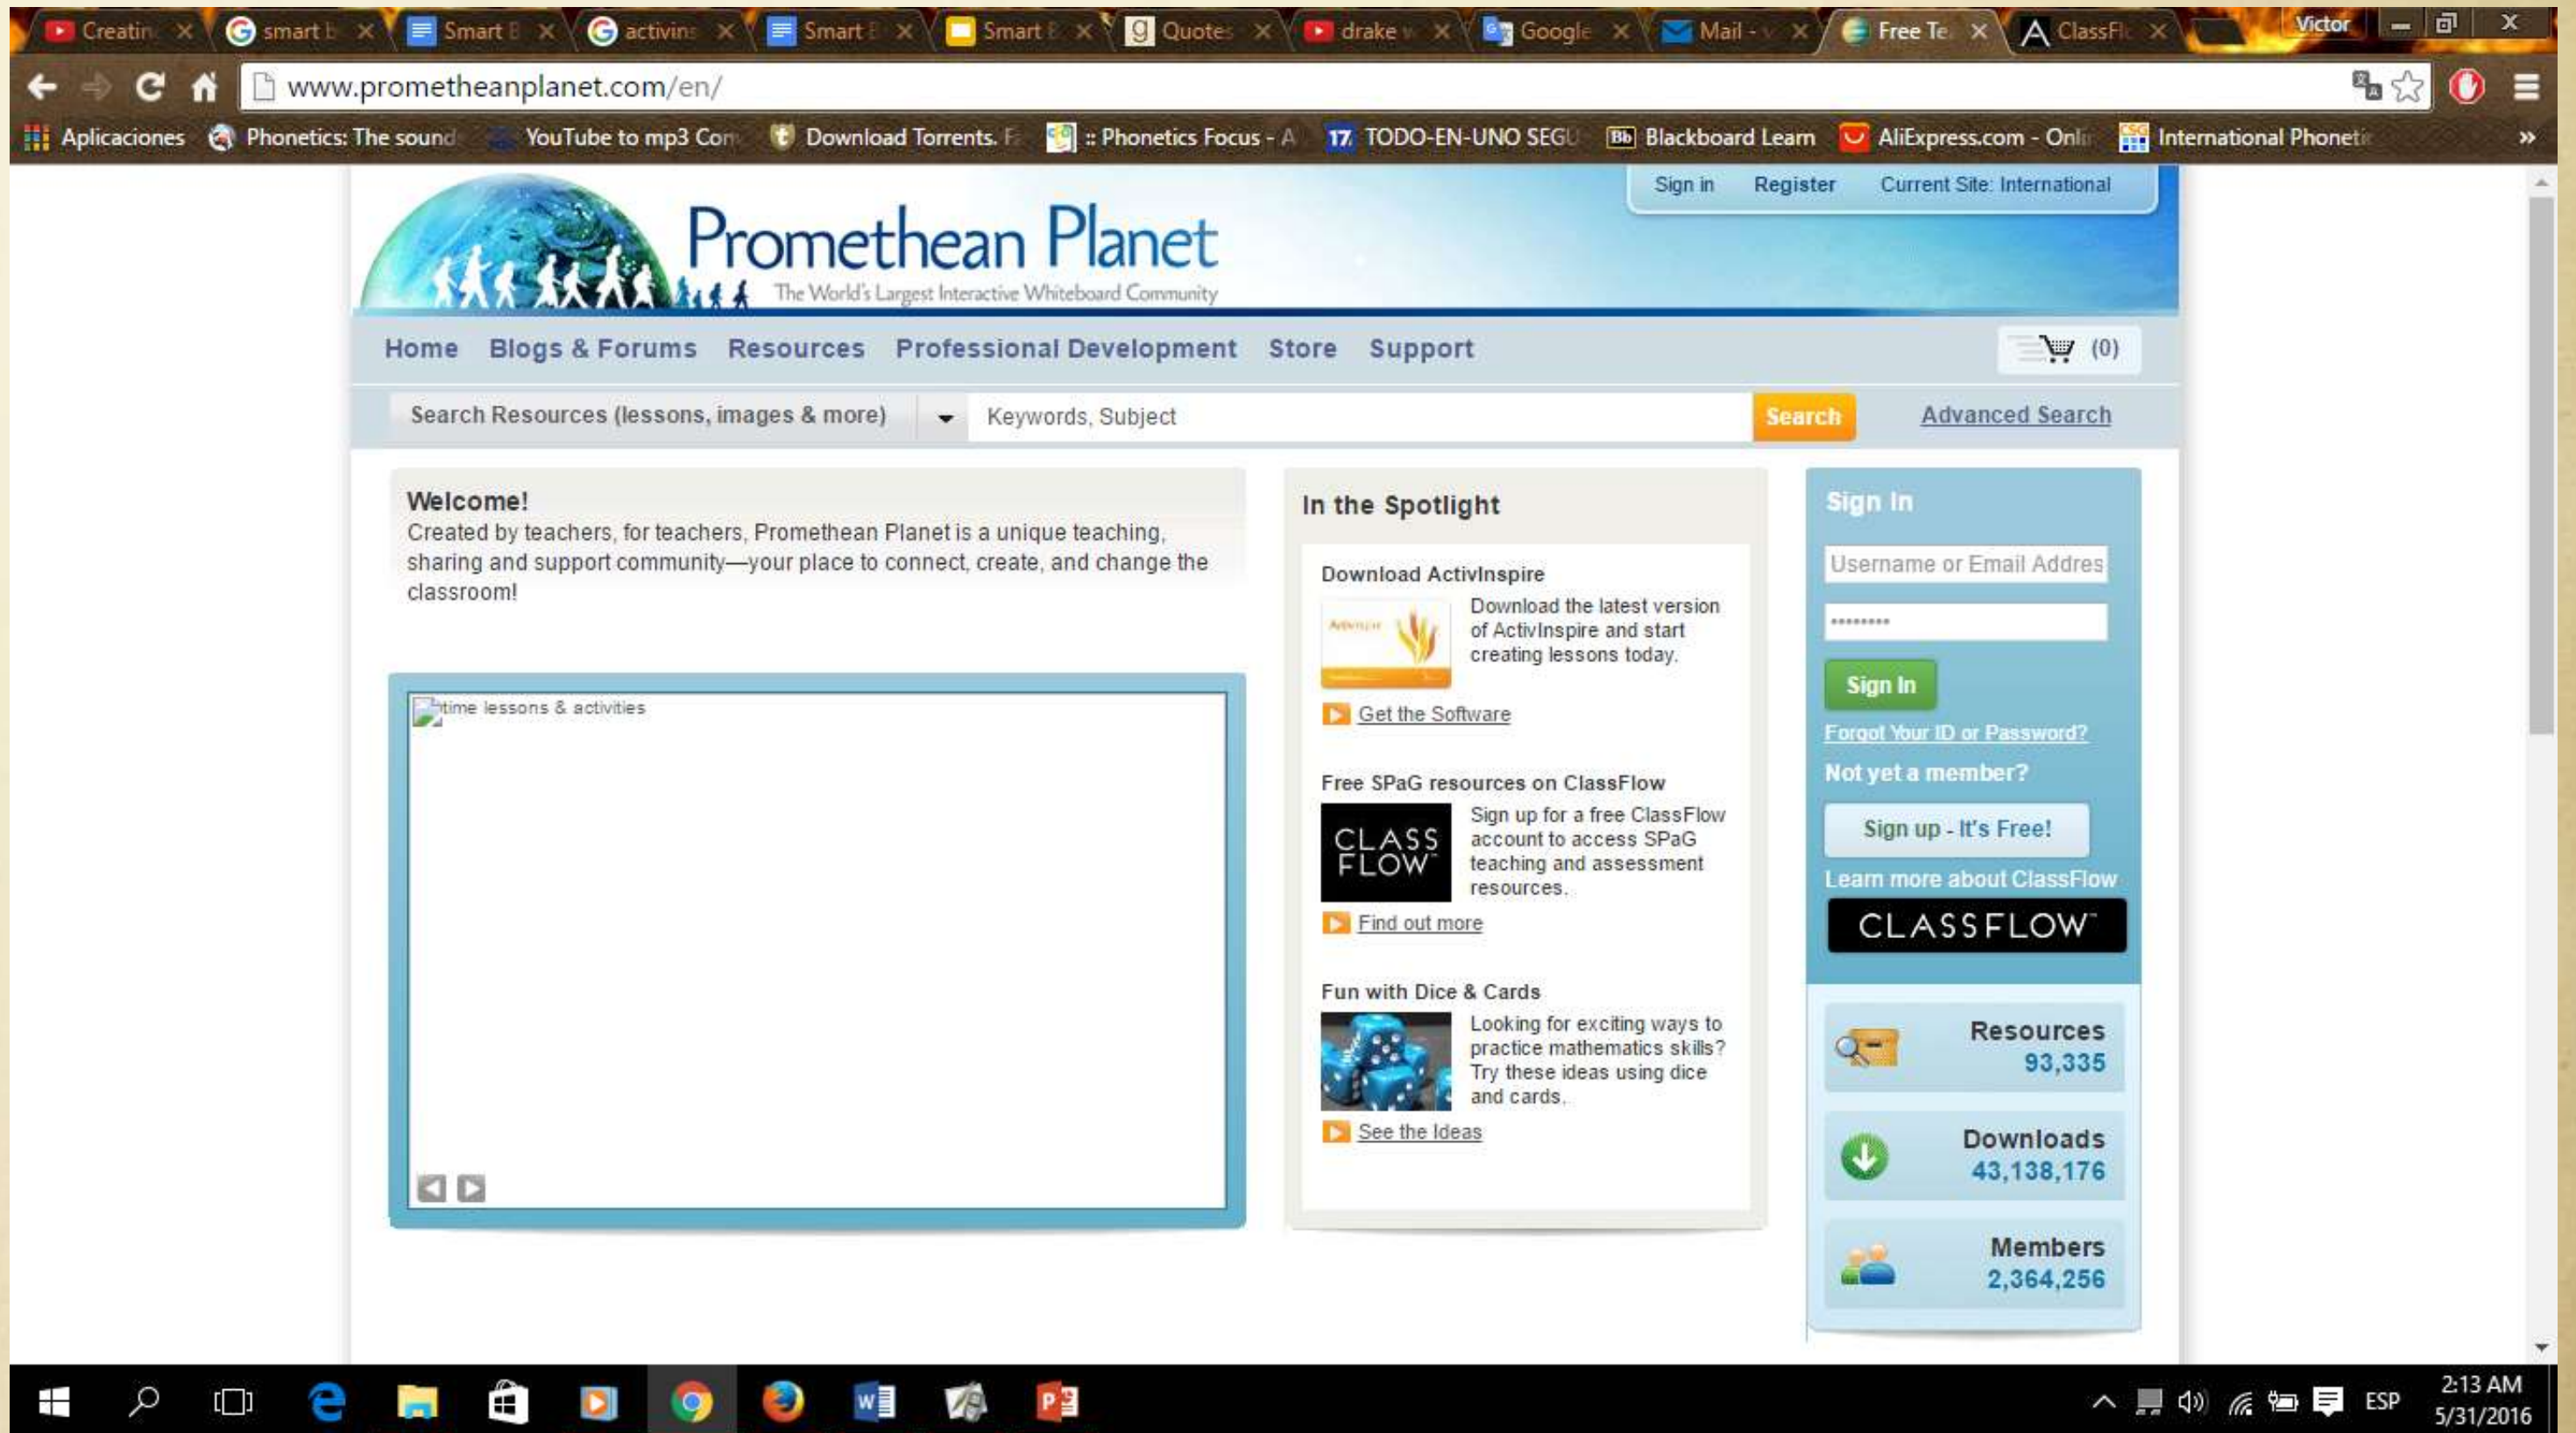 Creatin
smart b
Smart B
activins
Smart B
Smart B
Quotes
drake v
Google
Mail - v
Free Te
ClassFl
Victor
www.prometheanplanet.com/en/
Aplicaciones
Phonetics: The sound
YouTube to mp3 Con
Download Torrents. F
:: Phonetics Focus - A
17. TODO-EN-UNO SEGU
Bb Blackboard Learn
AliExpress.com - Onli
International Phoneti
»
Sign in Register Current Site: International
Promethean Planet
The World's Largest Interactive Whiteboard Community
Home Blogs & Forums Resources Professional Development Store Support
(0)
Search Resources (lessons, images & more)
Keywords, Subject
Search
Advanced Search
Welcome!
Created by teachers, for teachers, Promethean Planet is a unique teaching,
sharing and support community—your place to connect, create, and change the
classroom!
time lessons & activities
In the Spotlight
Download ActivInspire
Download the latest version
of ActivInspire and start
creating lessons today.
Get the Software
Free SPaG resources on ClassFlow
CLASS
FLOW
Sign up for a free ClassFlow
account to access SPaG
teaching and assessment
resources.
Find out more
Fun with Dice & Cards
Looking for exciting ways to
practice mathematics skills?
Try these ideas using dice
and cards.
See the Ideas
Sign In
Username or Email Addres
••••••••
Sign In
Forgot Your ID or Password?
Not yet a member?
Sign up - It's Free!
Learn more about ClassFlow
CLASSFLOW™
Resources
93,335
Downloads
43,138,176
Members
2,364,256
ESP
2:13 AM
5/31/2016